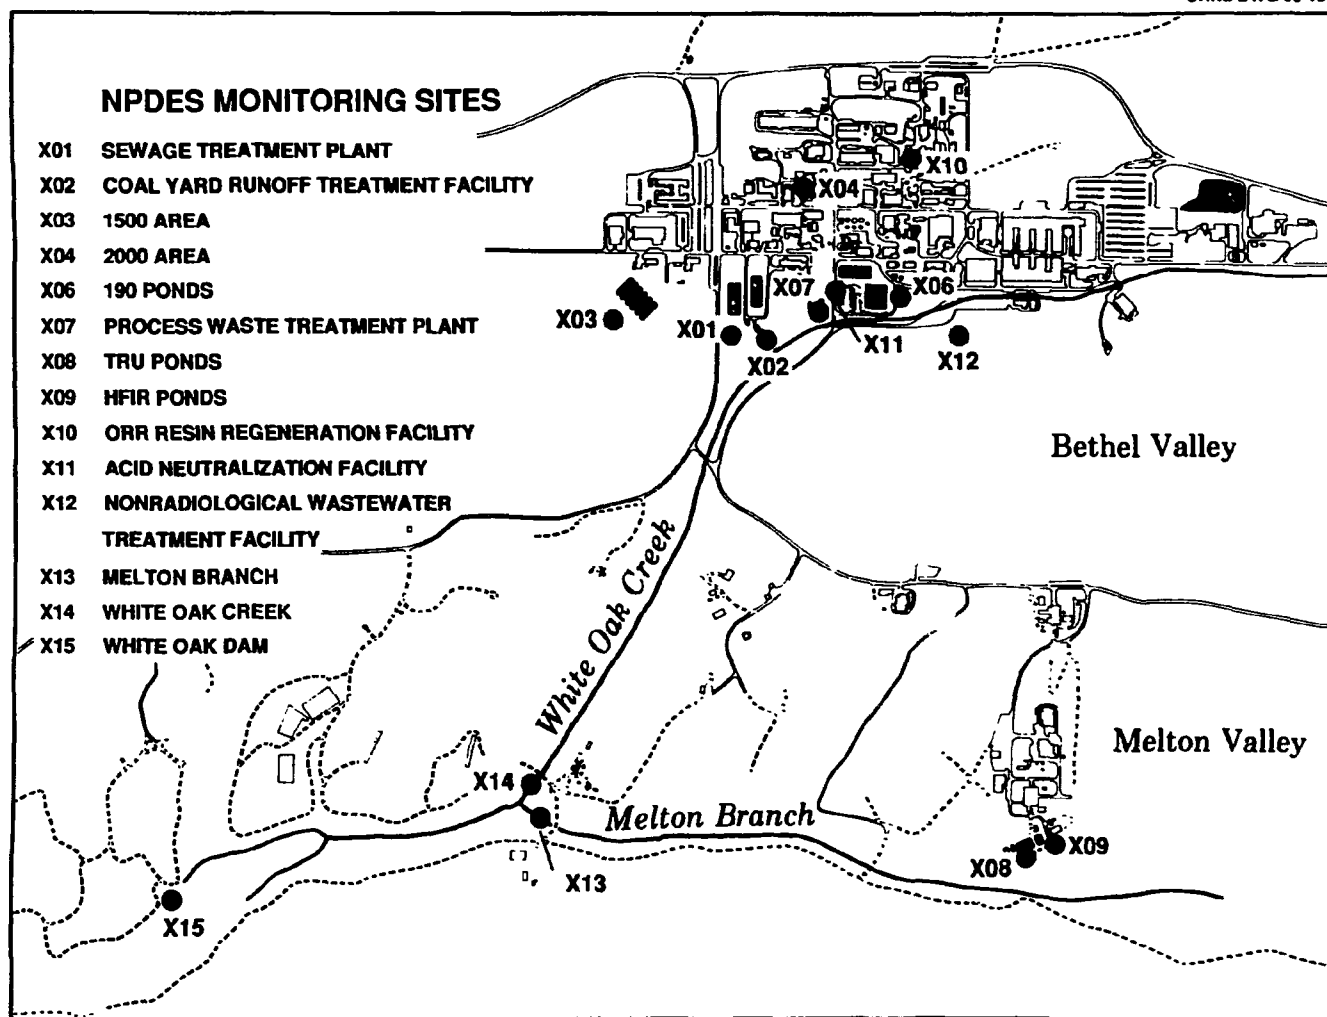 NPDES MONITORING SITES
X01 SEWAGE TREATMENT PLANT
X02 COAL YARD RUNOFF TREATMENT FACILITY
X03 1500 AREA
X04 2000 AREA
X06 190 PONDS
X07 PROCESS WASTE TREATMENT PLANT
X08 TRU PONDS
X09 HFIR PONDS
X10 ORR RESIN REGENERATION FACILITY
X11 ACID NEUTRALIZATION FACILITY
X12 NONRADIOLOGICAL WASTEWATER
TREATMENT FACILITY
X13 MELTON BRANCH
X14 WHITE OAK CREEK
X15 WHITE OAK DAM
X10
X04
X07
X06
X03
X01
X02
X11
X12
Bethel Valley
White Oak Creek
Melton Valley
X14
Melton Branch
X13
X08
X09
X15